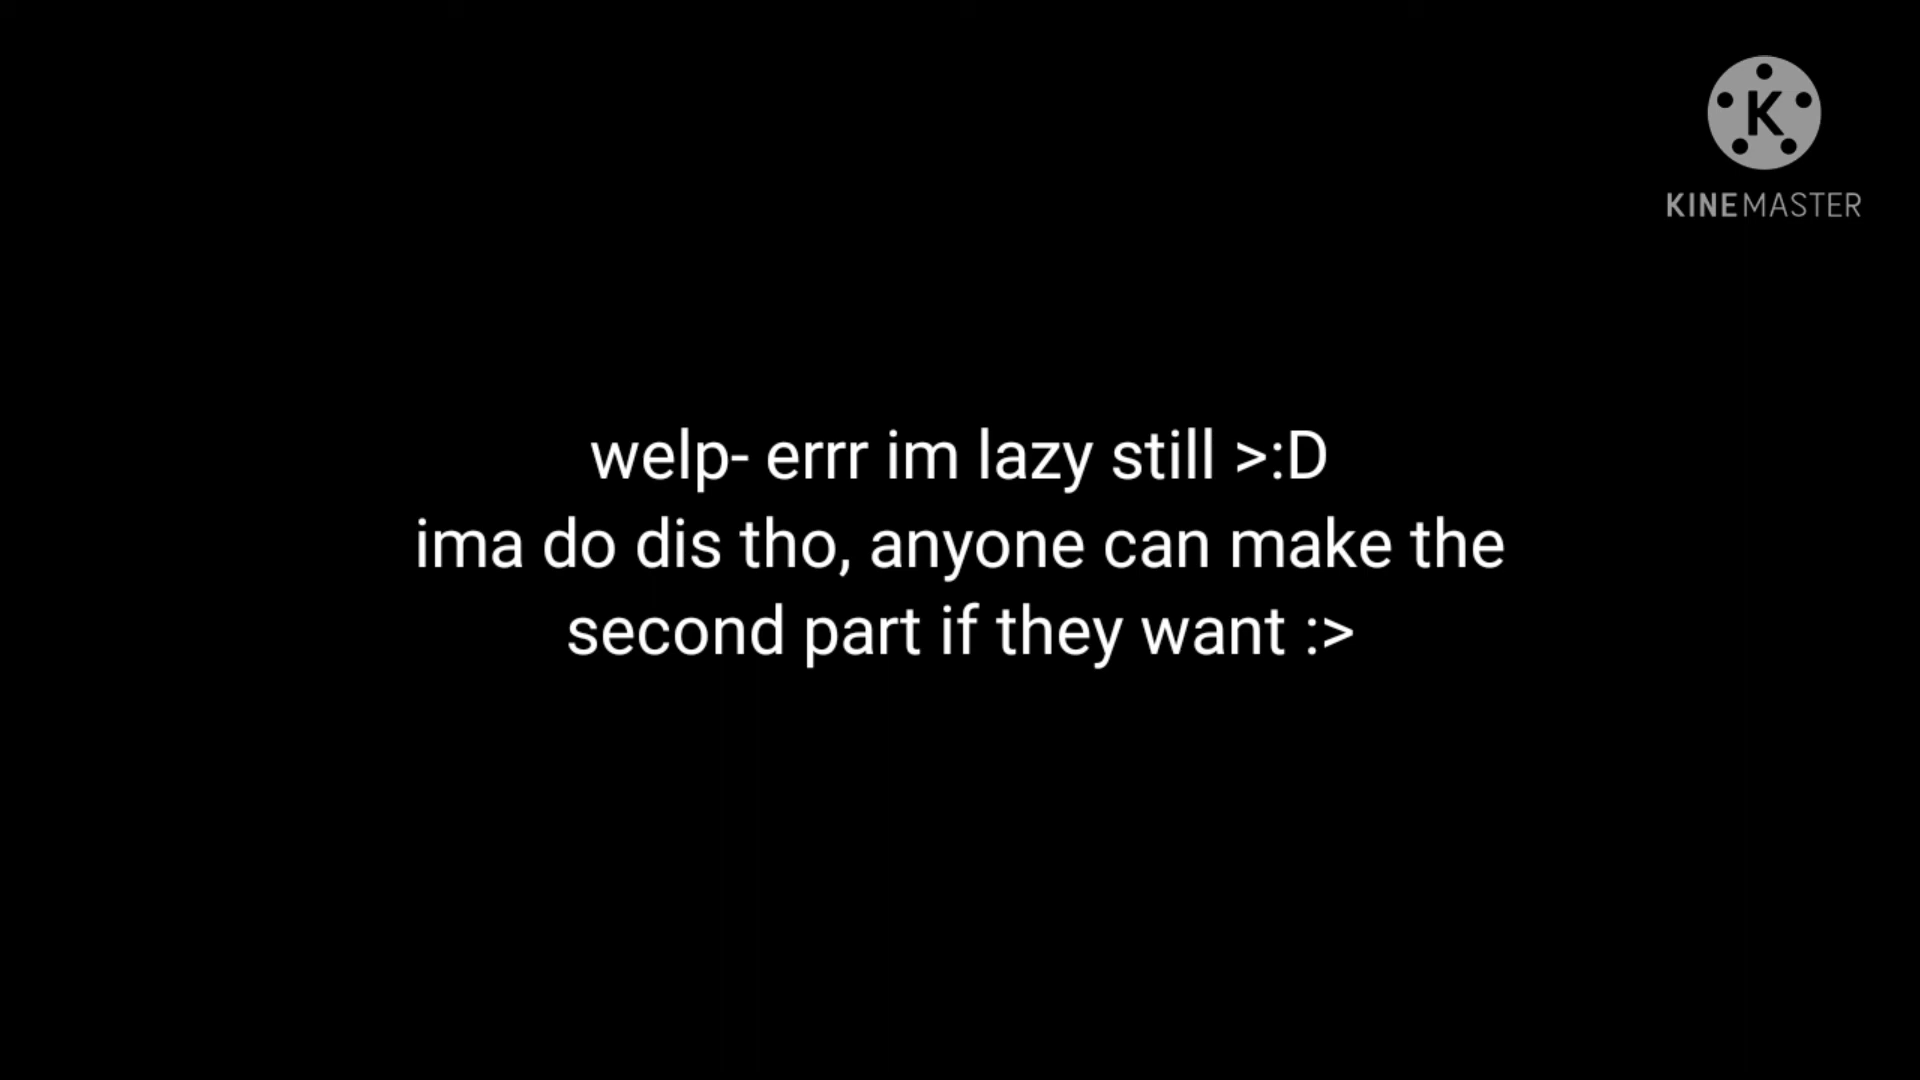 K
KINEMASTER
welp- errr im lazy still >:D
ima do dis tho, anyone can make the
second part if they want :>